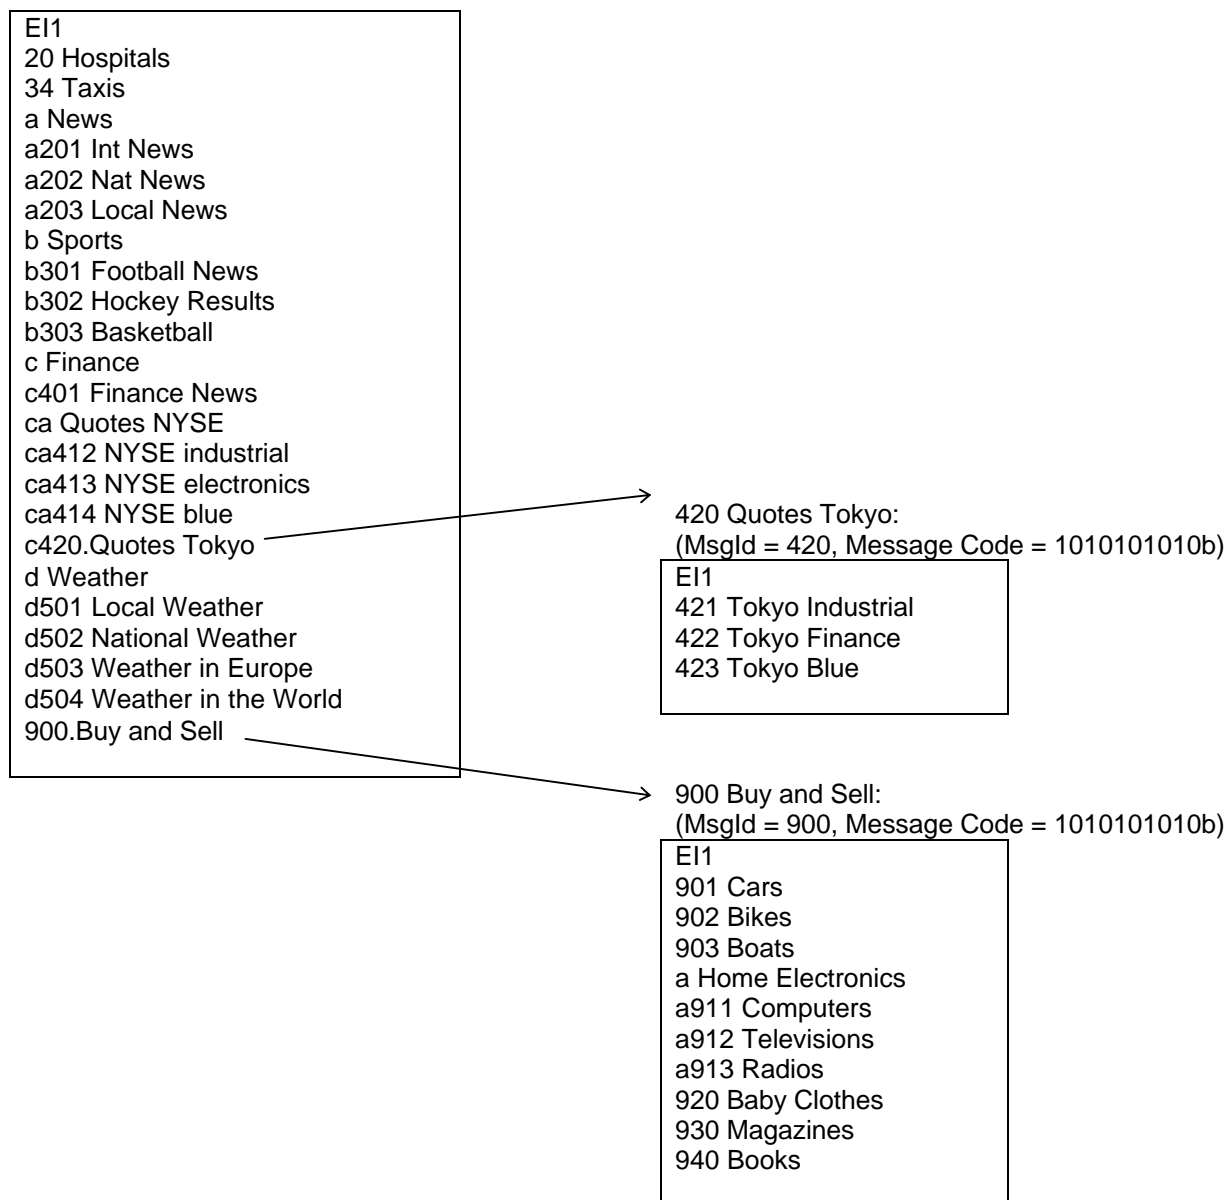 EI1
20 Hospitals
34 Taxis
a News
a201 Int News
a202 Nat News
a203 Local News
b Sports
b301 Football News
b302 Hockey Results
b303 Basketball
c Finance
c401 Finance News
ca Quotes NYSE
ca412 NYSE industrial
ca413 NYSE electronics
ca414 NYSE blue
c420.Quotes Tokyo
d Weather
d501 Local Weather
d502 National Weather
d503 Weather in Europe
d504 Weather in the World
900.Buy and Sell
420 Quotes Tokyo:
(MsgId = 420, Message Code = 1010101010b)
EI1
421 Tokyo Industrial
422 Tokyo Finance
423 Tokyo Blue
900 Buy and Sell:
(MsgId = 900, Message Code = 1010101010b)
EI1
901 Cars
902 Bikes
903 Boats
a Home Electronics
a911 Computers
a912 Televisions
a913 Radios
920 Baby Clothes
930 Magazines
940 Books